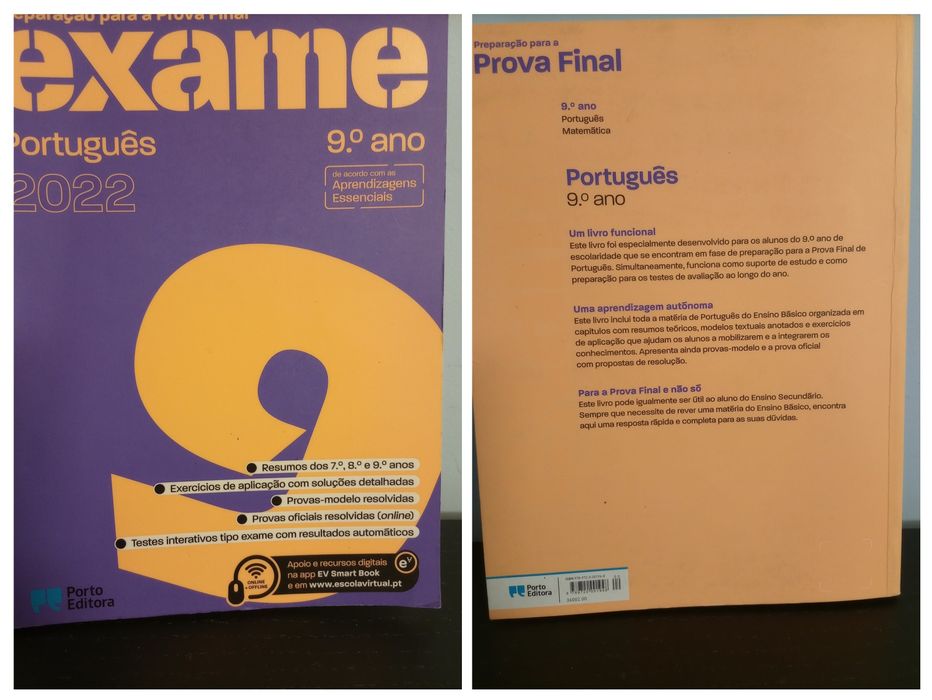 Preparação para a Prova Final
exame
Português
9.º ano
2022
de acordo com as
Aprendizagens
Essenciais
Resumos dos 7.º, 8.º e 9.º anos
Exercícios de aplicação com soluções detalhadas
Provas-modelo resolvidas
Provas oficiais resolvidas (online)
Testes interativos tipo exame com resultados automáticos
ONLINE
+ OFFLINE
Apoio e recursos digitais
na app EV Smart Book
e em www.escolavirtual.pt
ev
Porto
Editora
Preparação para a
Prova Final
9.º ano
Português
Matemática
Português
9.º ano
Um livro funcional
Este livro foi especialmente desenvolvido para os alunos do 9.º ano de
escolaridade que se encontram em fase de preparação para a Prova Final de
Português. Simultaneamente, funciona como suporte de estudo e como
preparação para os testes de avaliação ao longo do ano.
Uma aprendizagem autónoma
Este livro inclui toda a matéria de Português do Ensino Básico organizada em
capítulos com resumos teóricos, modelos textuais anotados e exercícios
de aplicação que ajudam os alunos a mobilizarem e a integrarem os
conhecimentos. Apresenta ainda provas-modelo e a prova oficial
com propostas de resolução.
Para a Prova Final e não só
Este livro pode igualmente ser útil ao aluno do Ensino Secundário.
Sempre que necessite de rever uma matéria do Ensino Básico, encontra
aqui uma resposta rápida e completa para as suas dúvidas.
Porto
Editora